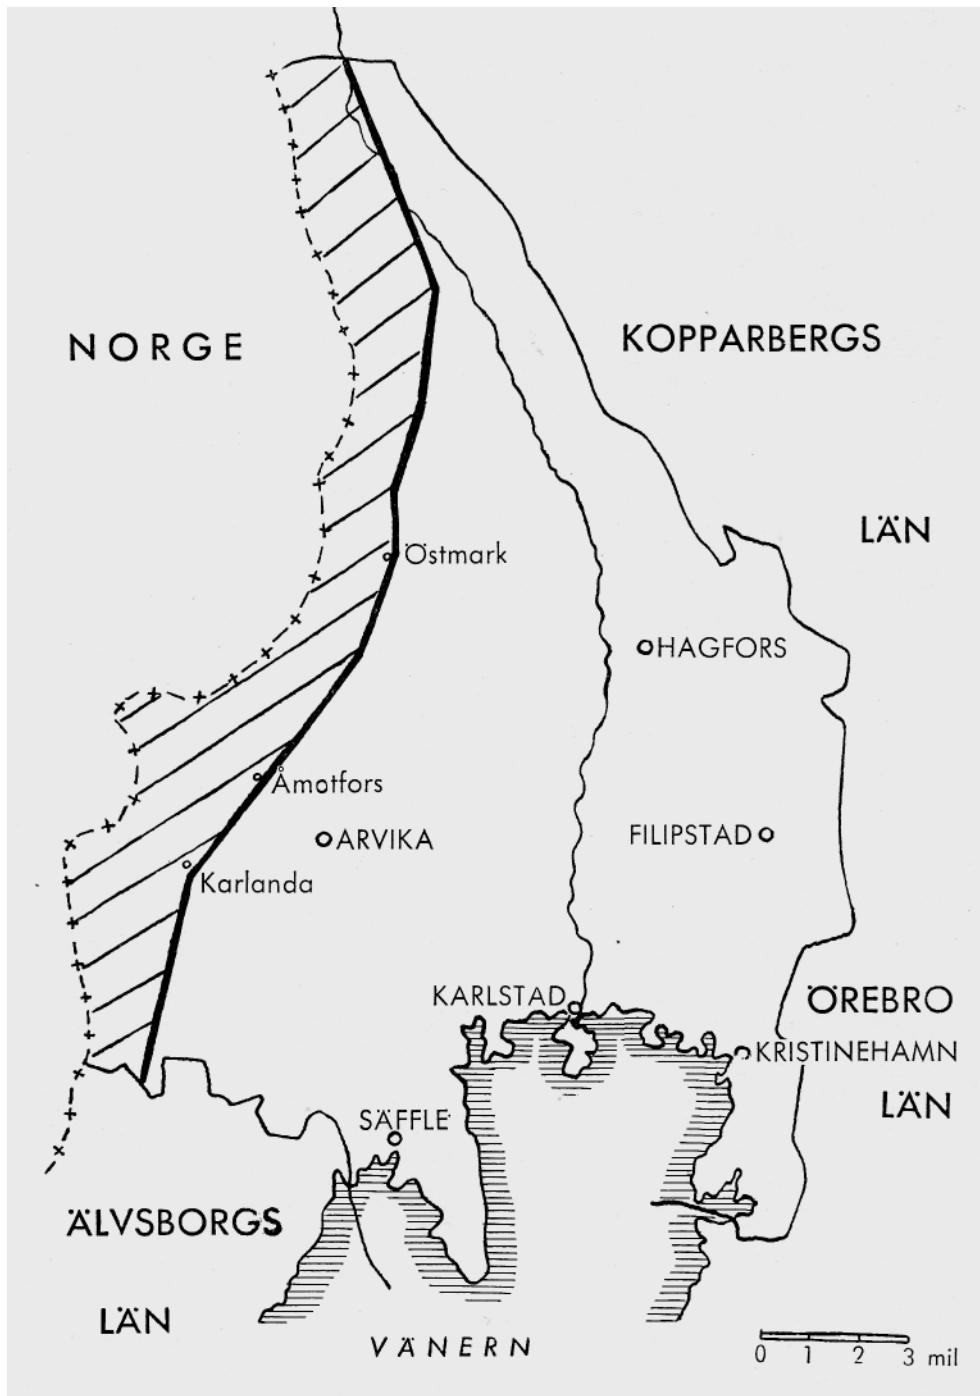 NORGE
KOPPARBERGS
LÄN
Östmark
HAGFORS
Åmotfors
ARVIKA
FILIPSTAD
Karlanda
KARLSTAD
ÖREBRO
KRISTINEHAMN
LÄN
SÄFFLE
ÄLVSBORGS
LÄN
VÄNERN
0 1 2 3 mil